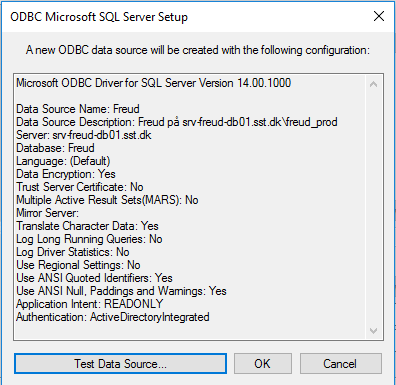 ODBC Microsoft SQL Server Setup
A new ODBC data source will be created with the following configuration:
Microsoft ODBC Driver for SQL Server Version 14.00.1000
Data Source Name: Freud
Data Source Description: Freud på srv-freud-db01.sst.dk\freud_prod
Server: srv-freud-db01.sst.dk
Database: Freud
Language: (Default)
Data Encryption: Yes
Trust Server Certificate: No
Multiple Active Result Sets(MARS): No
Mirror Server:
Translate Character Data: Yes
Log Long Running Queries: No
Log Driver Statistics: No
Use Regional Settings: No
Use ANSI Quoted Identifiers: Yes
Use ANSI Null, Paddings and Warnings: Yes
Application Intent: READONLY
Authentication: ActiveDirectoryIntegrated
Test Data Source...
OK
Cancel